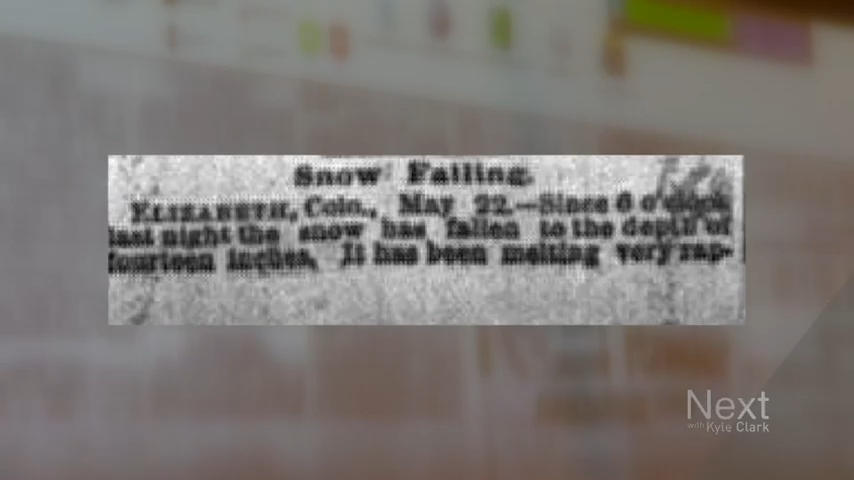 Snow Falling.
ELIZABETH, Colo., May 22.—Since 6 o'clock
last night the snow has fallen to the depth of
fourteen inches. It has been melting very rap-
Next
with Kyle Clark